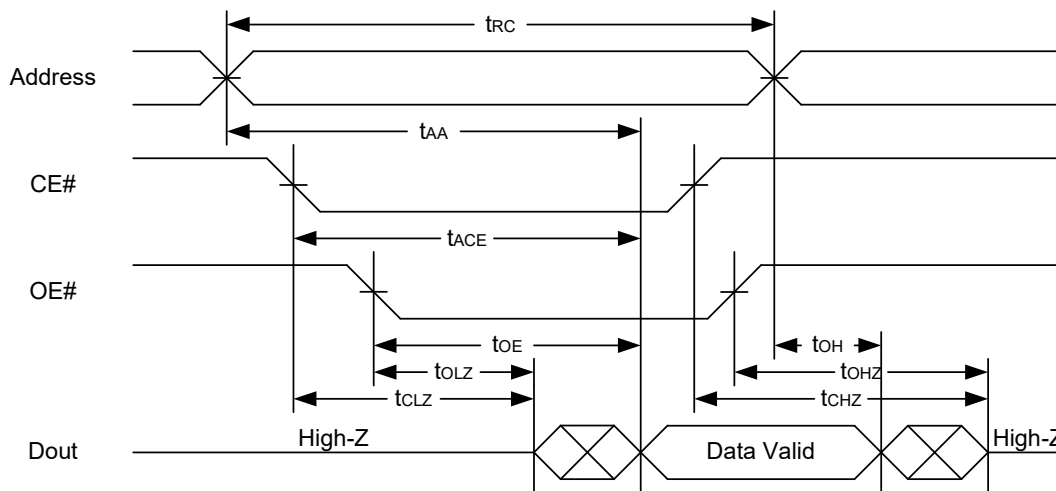 tRC
Address
tAA
CE#
tACE
OE#
tOE
tOH
tOLZ
tOHZ
tCLZ
tCHZ
High-Z
High-Z
Dout
Data Valid